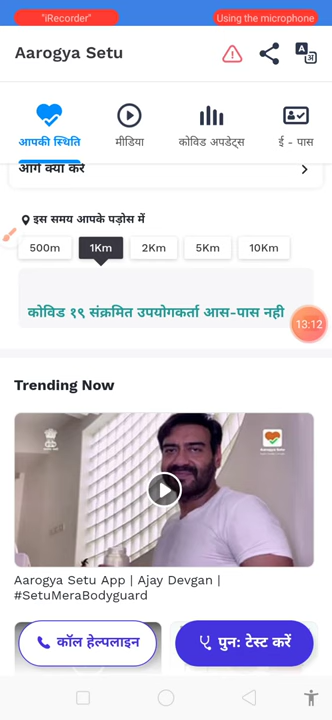 "iRecorder"
Using the microphone
Aarogya Setu
आपकी स्थिति
मीडिया
कोविड अपडेट्स
ई - पास
आगे क्या करें
इस समय आपके पड़ोस में
500m
1Km
2Km
5Km
10Km
कोविड १९ संक्रमित उपयोगकर्ता आस-पास नही
13:12
Trending Now
Aarogya Setu
Aarogya Setu App | Ajay Devgan |
#SetuMeraBodyguard
कॉल हेल्पलाइन
पुन: टेस्ट करें